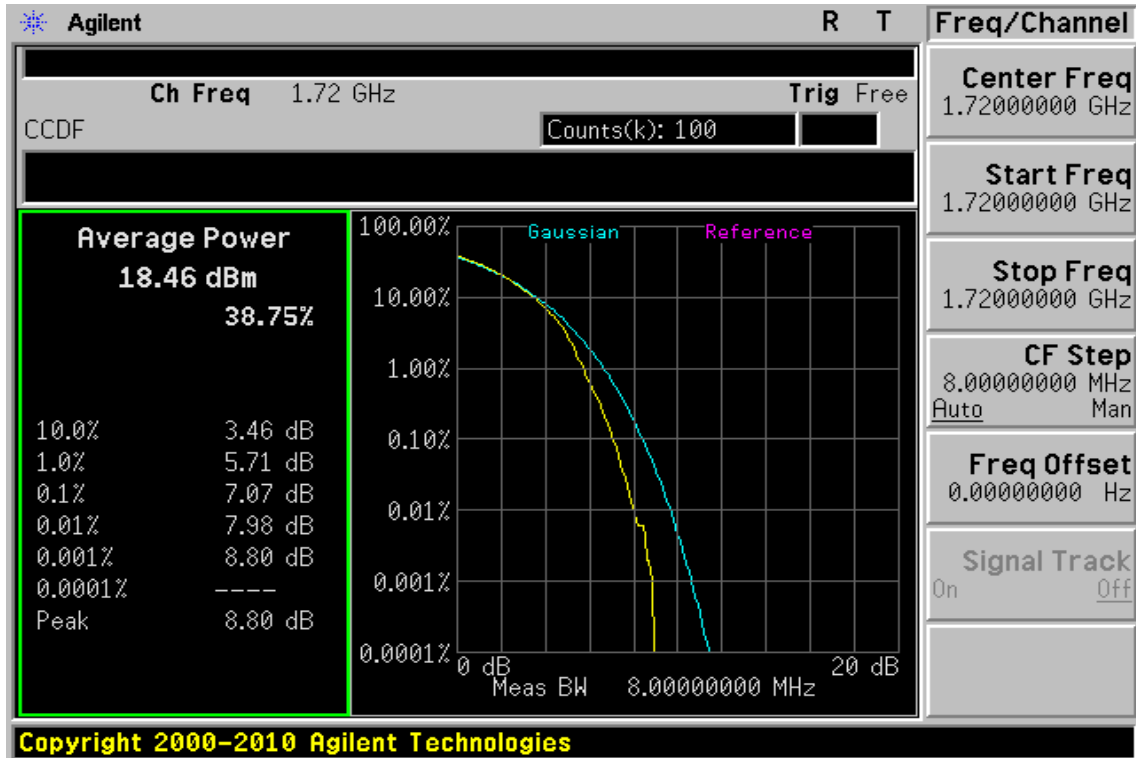 Agilent R T
Ch Freq 1.72 GHz Trig Free
CCDF Counts(k): 100
Average Power
18.46 dBm
38.75%
10.0% 3.46 dB
1.0% 5.71 dB
0.1% 7.07 dB
0.01% 7.98 dB
0.001% 8.80 dB
0.0001% ----
Peak 8.80 dB
Gaussian Reference
100.00%
10.00%
1.00%
0.10%
0.01%
0.001%
0.0001%
0 dB 20 dB
Meas BW 8.00000000 MHz
Freq/Channel
Center Freq
1.72000000 GHz
Start Freq
1.72000000 GHz
Stop Freq
1.72000000 GHz
CF Step
8.00000000 MHz
Auto Man
Freq Offset
0.00000000 Hz
Signal Track
On Off
Copyright 2000-2010 Agilent Technologies